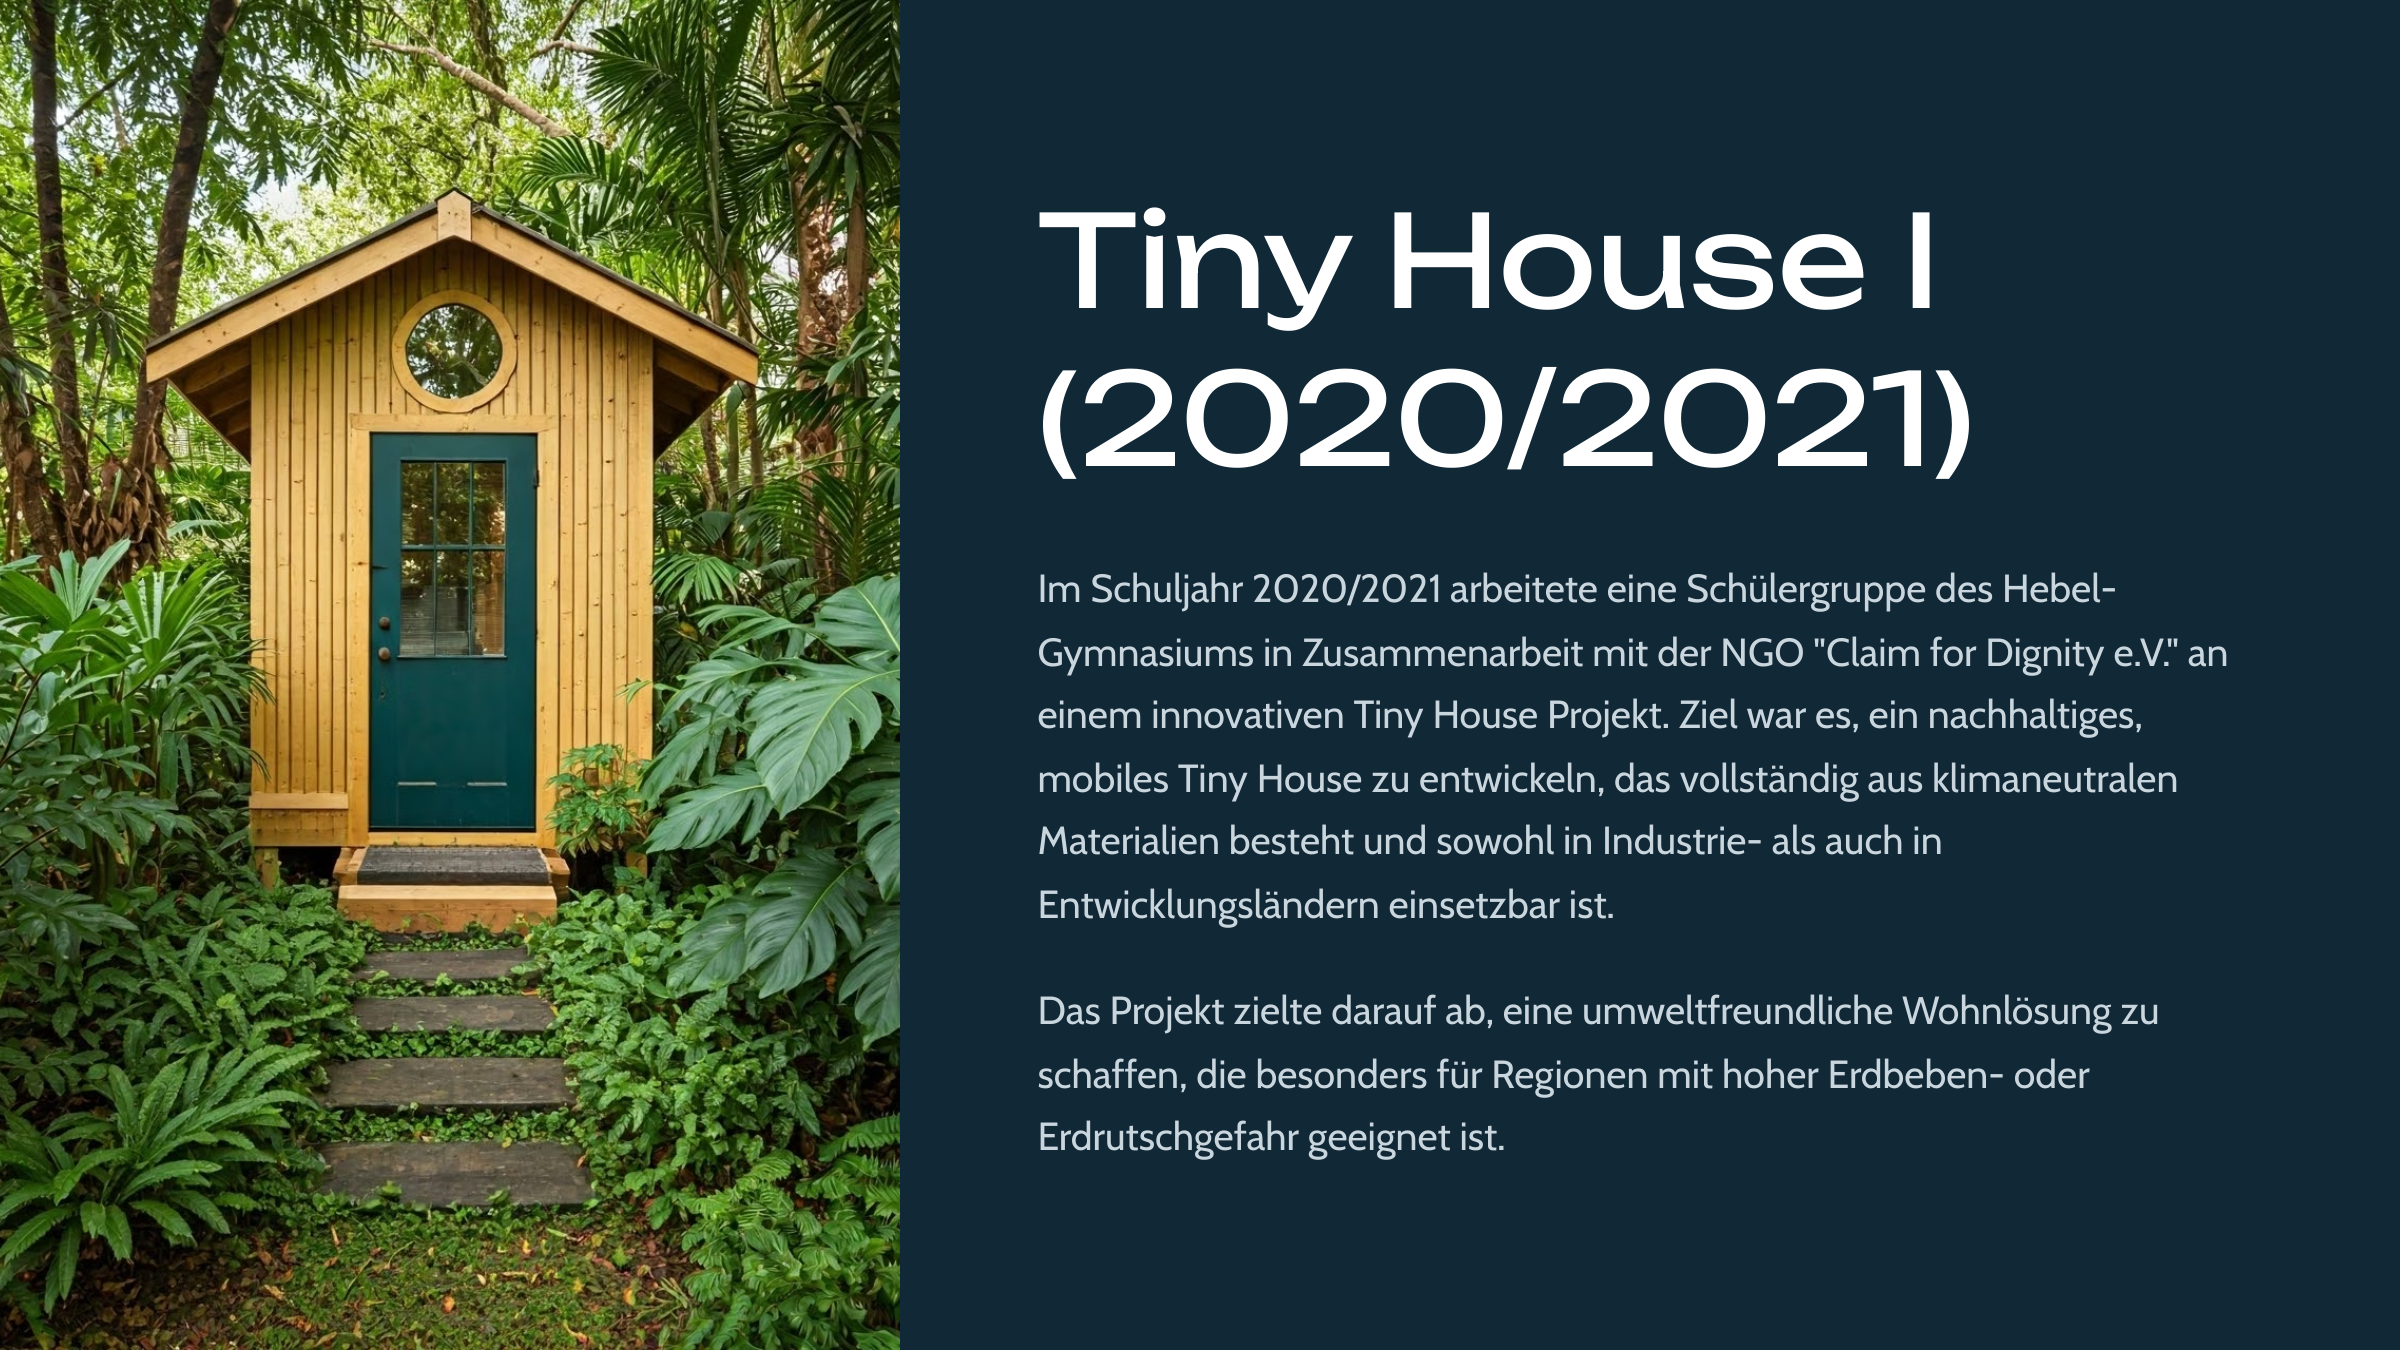 Tiny House I
(2020/2021)
Im Schuljahr 2020/2021 arbeitete eine Schülergruppe des Hebel-
Gymnasiums in Zusammenarbeit mit der NGO "Claim for Dignity e.V." an
einem innovativen Tiny House Projekt. Ziel war es, ein nachhaltiges,
mobiles Tiny House zu entwickeln, das vollständig aus klimaneutralen
Materialien besteht und sowohl in Industrie- als auch in
Entwicklungsländern einsetzbar ist.
Das Projekt zielte darauf ab, eine umweltfreundliche Wohnlösung zu
schaffen, die besonders für Regionen mit hoher Erdbeben- oder
Erdrutschgefahr geeignet ist.